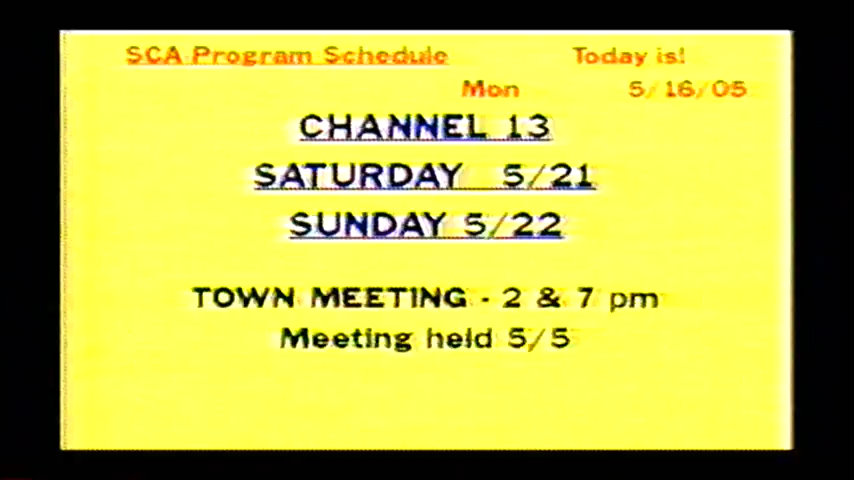 SCA Program Schedule Today is!
Mon 5/16/05
CHANNEL 13
SATURDAY 5/21
SUNDAY 5/22
TOWN MEETING - 2 & 7 pm
Meeting held 5/5